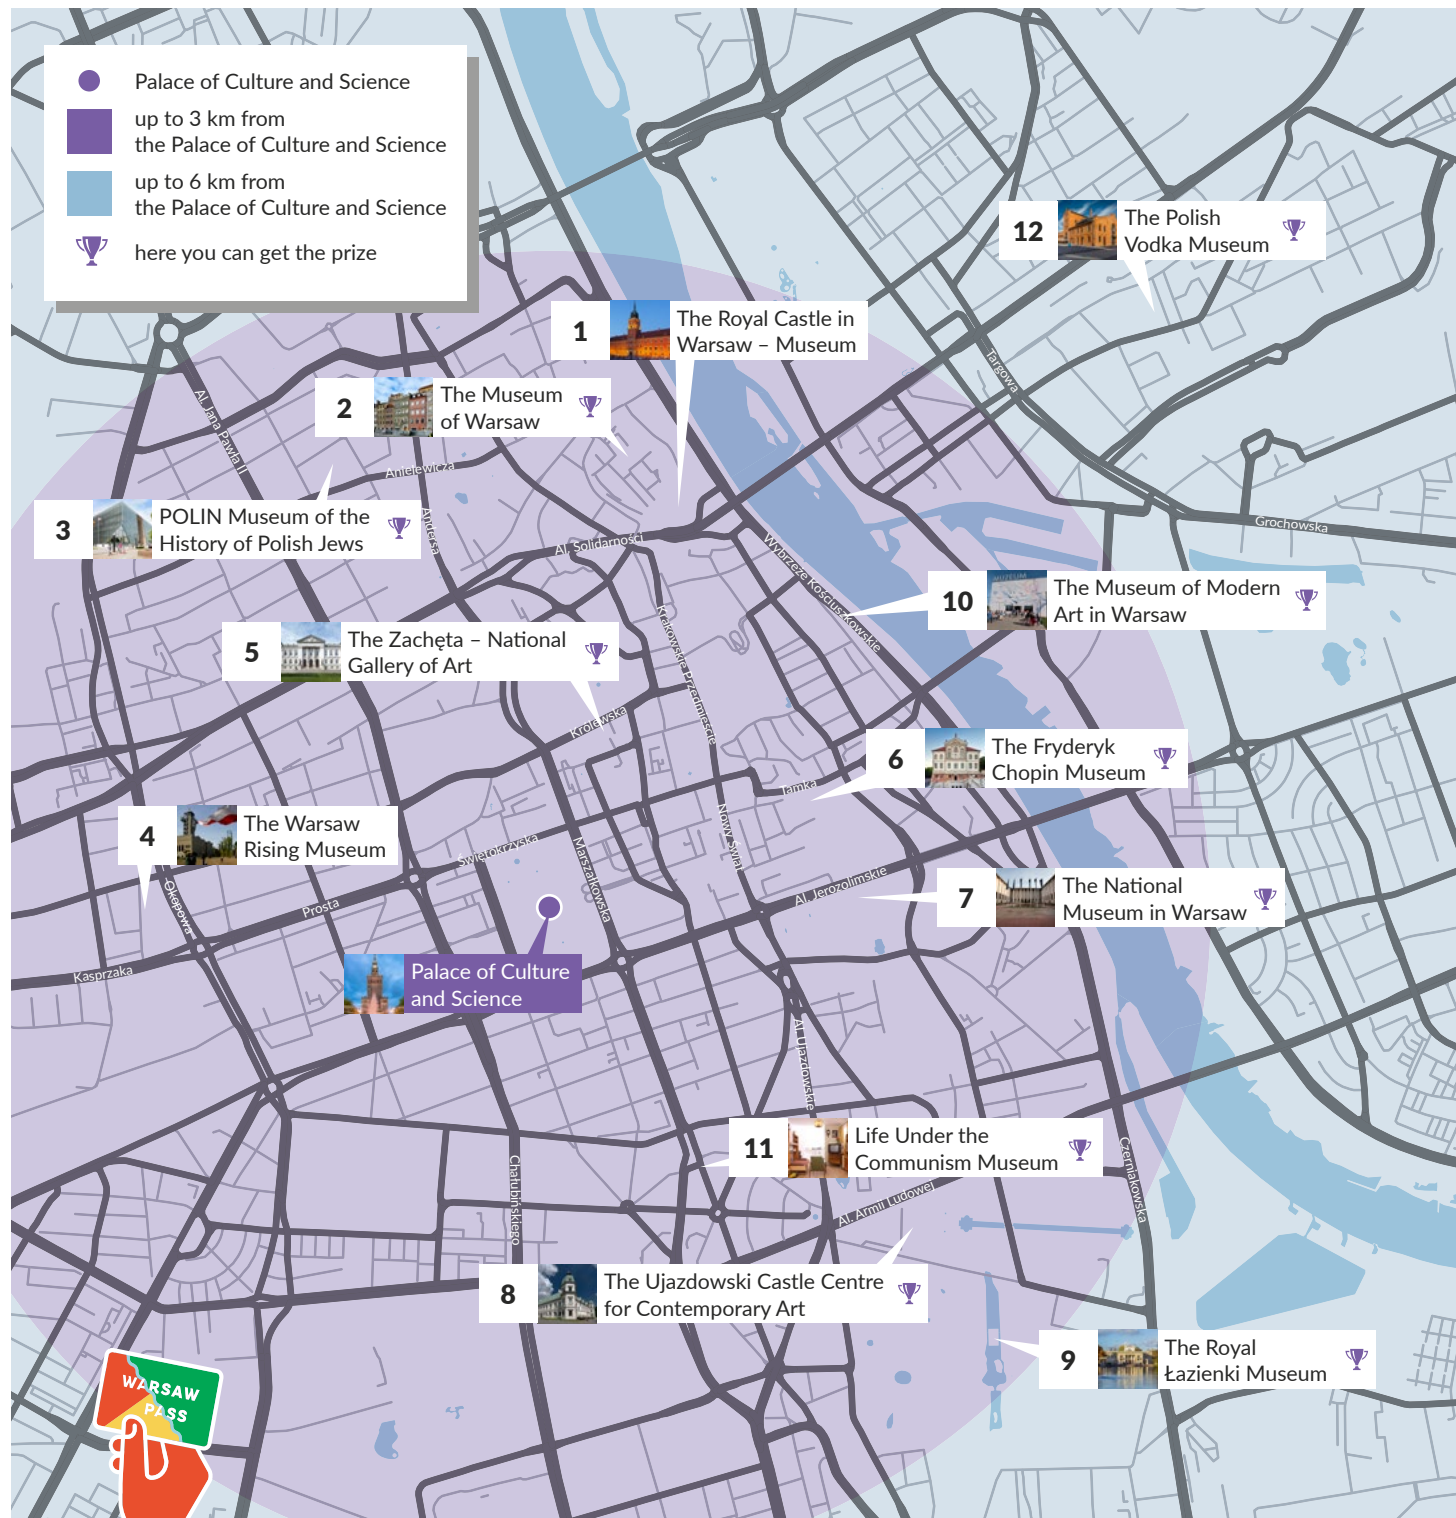 Palace of Culture and Science
up to 3 km from
the Palace of Culture and Science
up to 6 km from
the Palace of Culture and Science
here you can get the prize
12
The Polish
Vodka Museum
1
The Royal Castle in
Warsaw – Museum
Targowa
2
The Museum
of Warsaw
Al. Jana Pawła II
Anielewicza
3
POLIN Museum of the
History of Polish Jews
Andersa
Al. Solidarności
Grochowska
Wybrzeże Kościuszkowskie
10
MUZEUM
The Museum of Modern
Art in Warsaw
Krakowskie Przedmieście
5
The Zachęta – National
Gallery of Art
Królewska
6
The Fryderyk
Chopin Museum
Tamka
4
The Warsaw
Rising Museum
Świętokrzyska
Marszałkowska
Nowy Świat
Okopowa
Prosta
Al. Jerozolimskie
7
The National
Museum in Warsaw
Kasprzaka
Palace of Culture
and Science
Al. Ujazdowskie
11
Life Under the
Communism Museum
Czerniakowska
Chałubińskiego
Al. Armii Ludowej
8
The Ujazdowski Castle Centre
for Contemporary Art
9
The Royal
Łazienki Museum
WARSAW
PASS